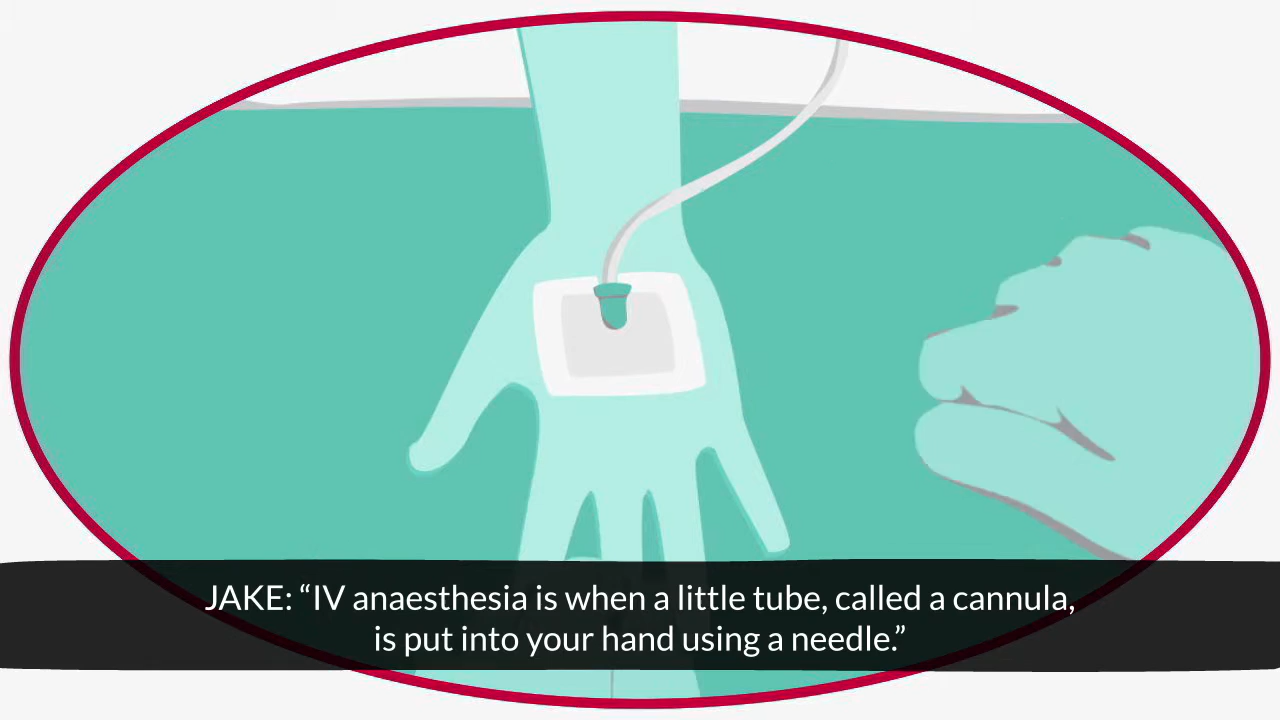 JAKE: “IV anaesthesia is when a little tube, called a cannula,
is put into your hand using a needle.”